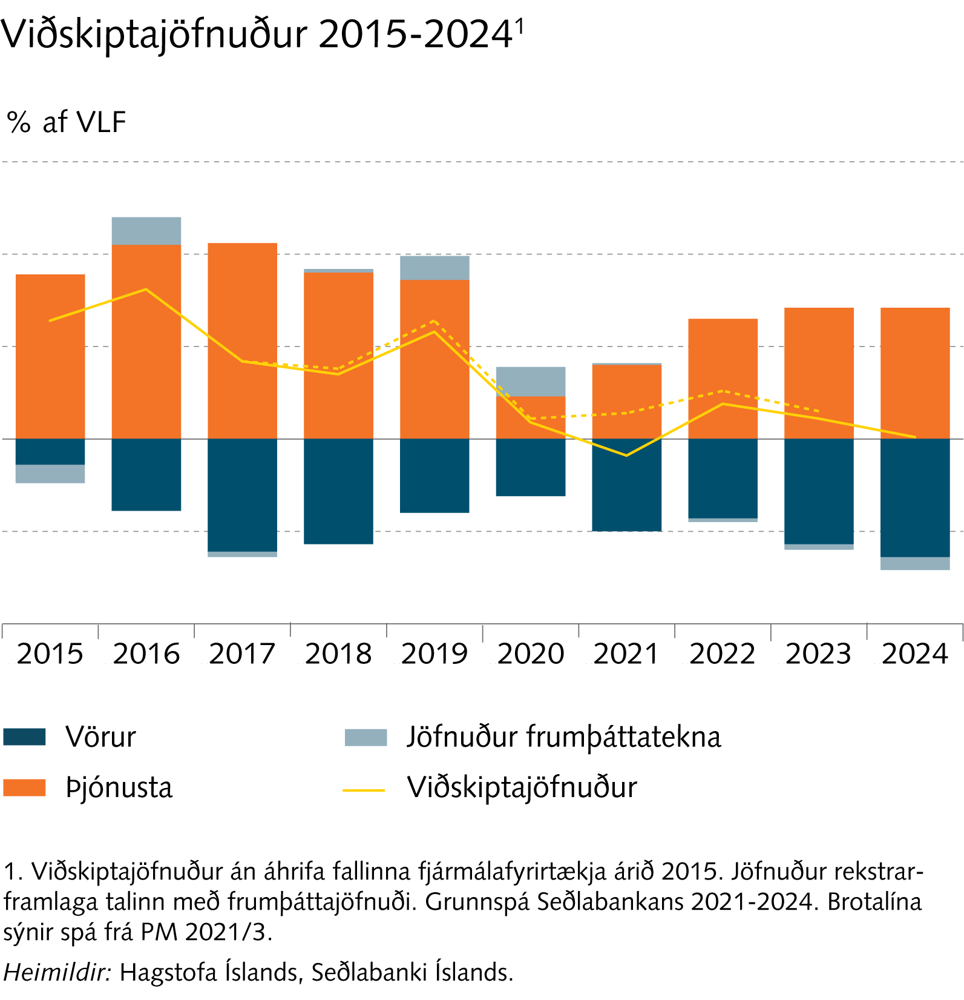 Viðskiptajöfnuður 2015-2024¹
% af VLF
2015 2016 2017 2018 2019 2020 2021 2022 2023 2024
Vörur
Jöfnuður frumþáttatekna
Þjónusta
Viðskiptajöfnuður
1. Viðskiptajöfnuður án áhrifa fallinna fjármálafyrirtækja árið 2015. Jöfnuður rekstrar-
framlaga talinn með frumþáttajöfnuði. Grunnspá Seðlabankans 2021-2024. Brotalína
sýnir spá frá PM 2021/3.
Heimildir: Hagstofa Íslands, Seðlabanki Íslands.